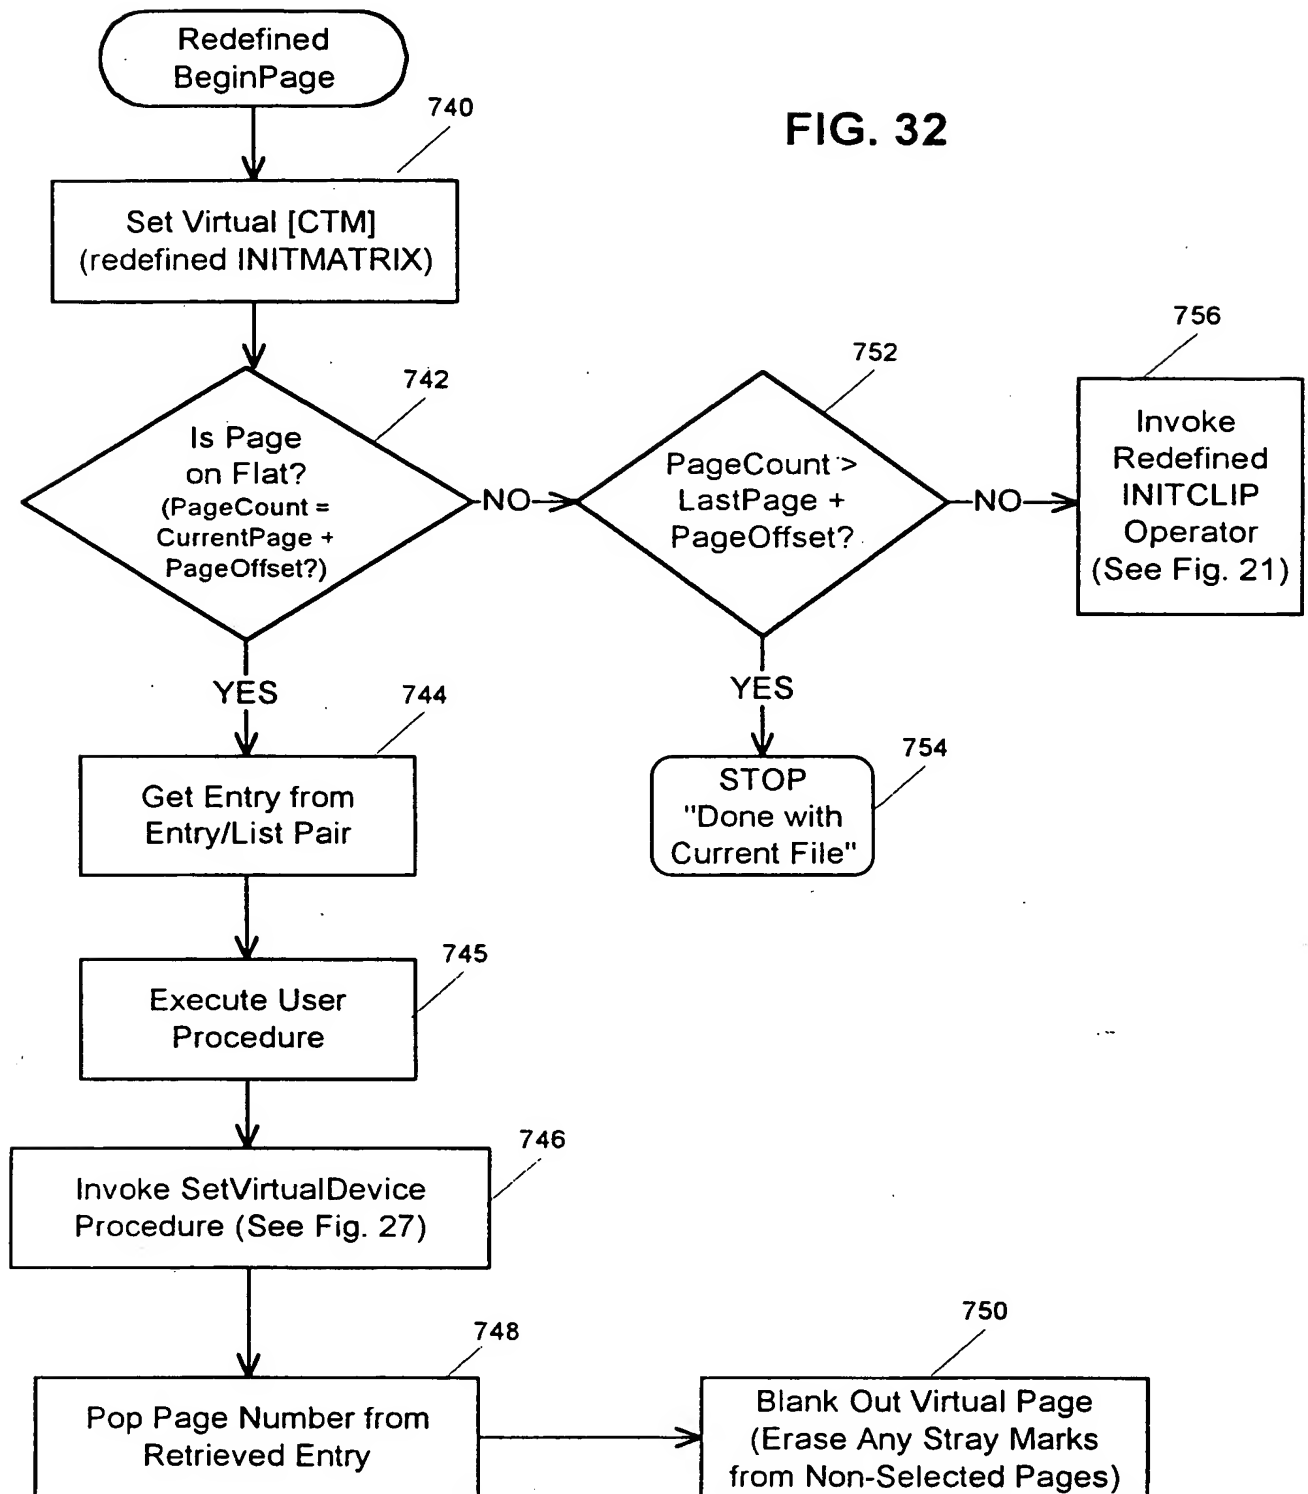 Redefined
BeginPage
740
FIG. 32
Set Virtual [CTM]
(redefined INITMATRIX)
742
Is Page
on Flat?
(PageCount =
CurrentPage +
PageOffset?)
NO
752
PageCount >
LastPage +
PageOffset?
NO
756
Invoke
Redefined
INITCLIP
Operator
(See Fig. 21)
YES
YES
744
Get Entry from
Entry/List Pair
754
STOP
"Done with
Current File"
745
Execute User
Procedure
746
Invoke SetVirtualDevice
Procedure (See Fig. 27)
748
Pop Page Number from
Retrieved Entry
750
Blank Out Virtual Page
(Erase Any Stray Marks
from Non-Selected Pages)